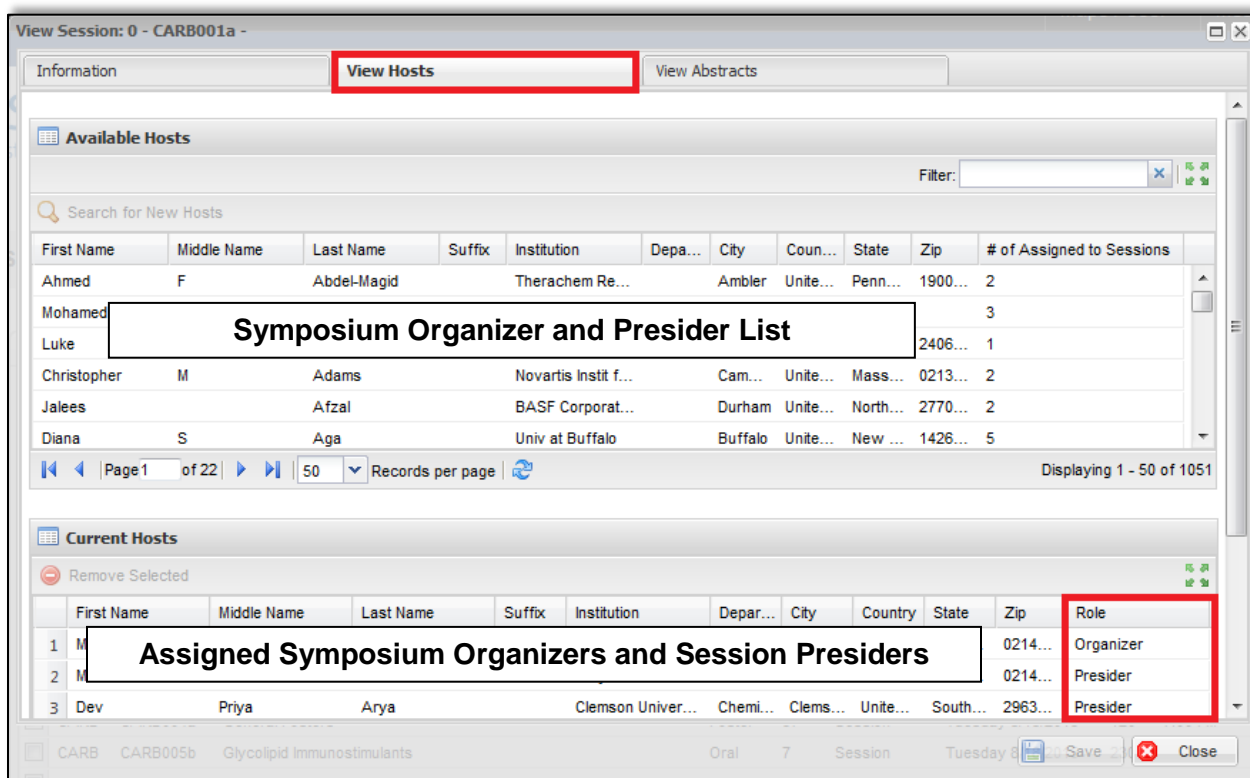 View Session: 0 - CARB001a -
Information View Hosts View Abstracts
Available Hosts
Filter:
Search for New Hosts
First Name Middle Name Last Name Suffix Institution Depa... City Coun... State Zip # of Assigned to Sessions
Ahmed F Abdel-Magid Therachem Re... Ambler Unite... Penn... 1900... 2
Mohamed 3
Symposium Organizer and Presider List
Luke 2406... 1
Christopher M Adams Novartis Instit f... Cam... Unite... Mass... 0213... 2
Jalees Afzal BASF Corporat... Durham Unite... North... 2770... 2
Diana S Aga Univ at Buffalo Buffalo Unite... New ... 1426... 5
Page 1 of 22 50 Records per page Displaying 1 - 50 of 1051
Current Hosts
Remove Selected
First Name Middle Name Last Name Suffix Institution Depar... City Country State Zip Role
1 M 0214... Organizer
Assigned Symposium Organizers and Session Presiders
2 M 0214... Presider
3 Dev Priya Arya Clemson Univer... Chemi... Clems... Unite... South... 2963... Presider
CARB CARB005b Glycolipid Immunostimulants Oral 7 Session Tuesday Save Close